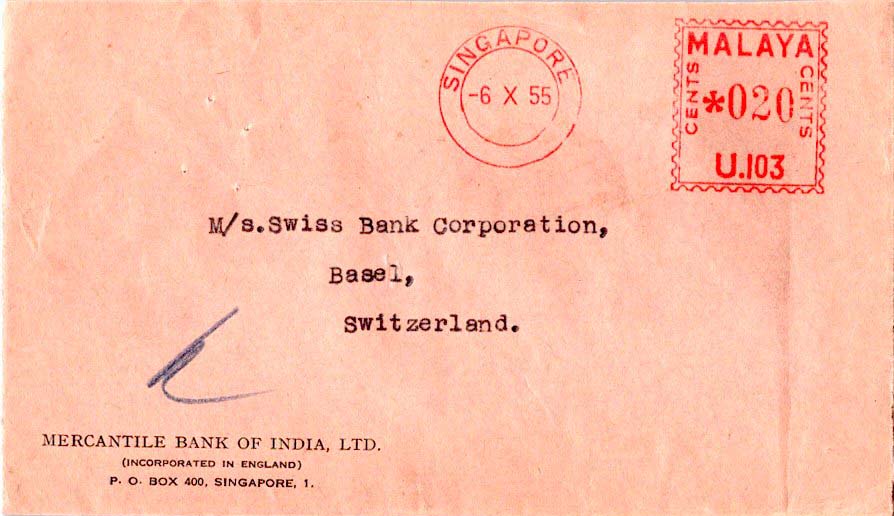 SINGAPORE
-6 X 55
MALAYA
CENTS *020 CENTS
U.103
M/s.Swiss Bank Corporation,
Basel,
Switzerland.
MERCANTILE BANK OF INDIA, LTD.
(INCORPORATED IN ENGLAND)
P. O. BOX 400, SINGAPORE, 1.